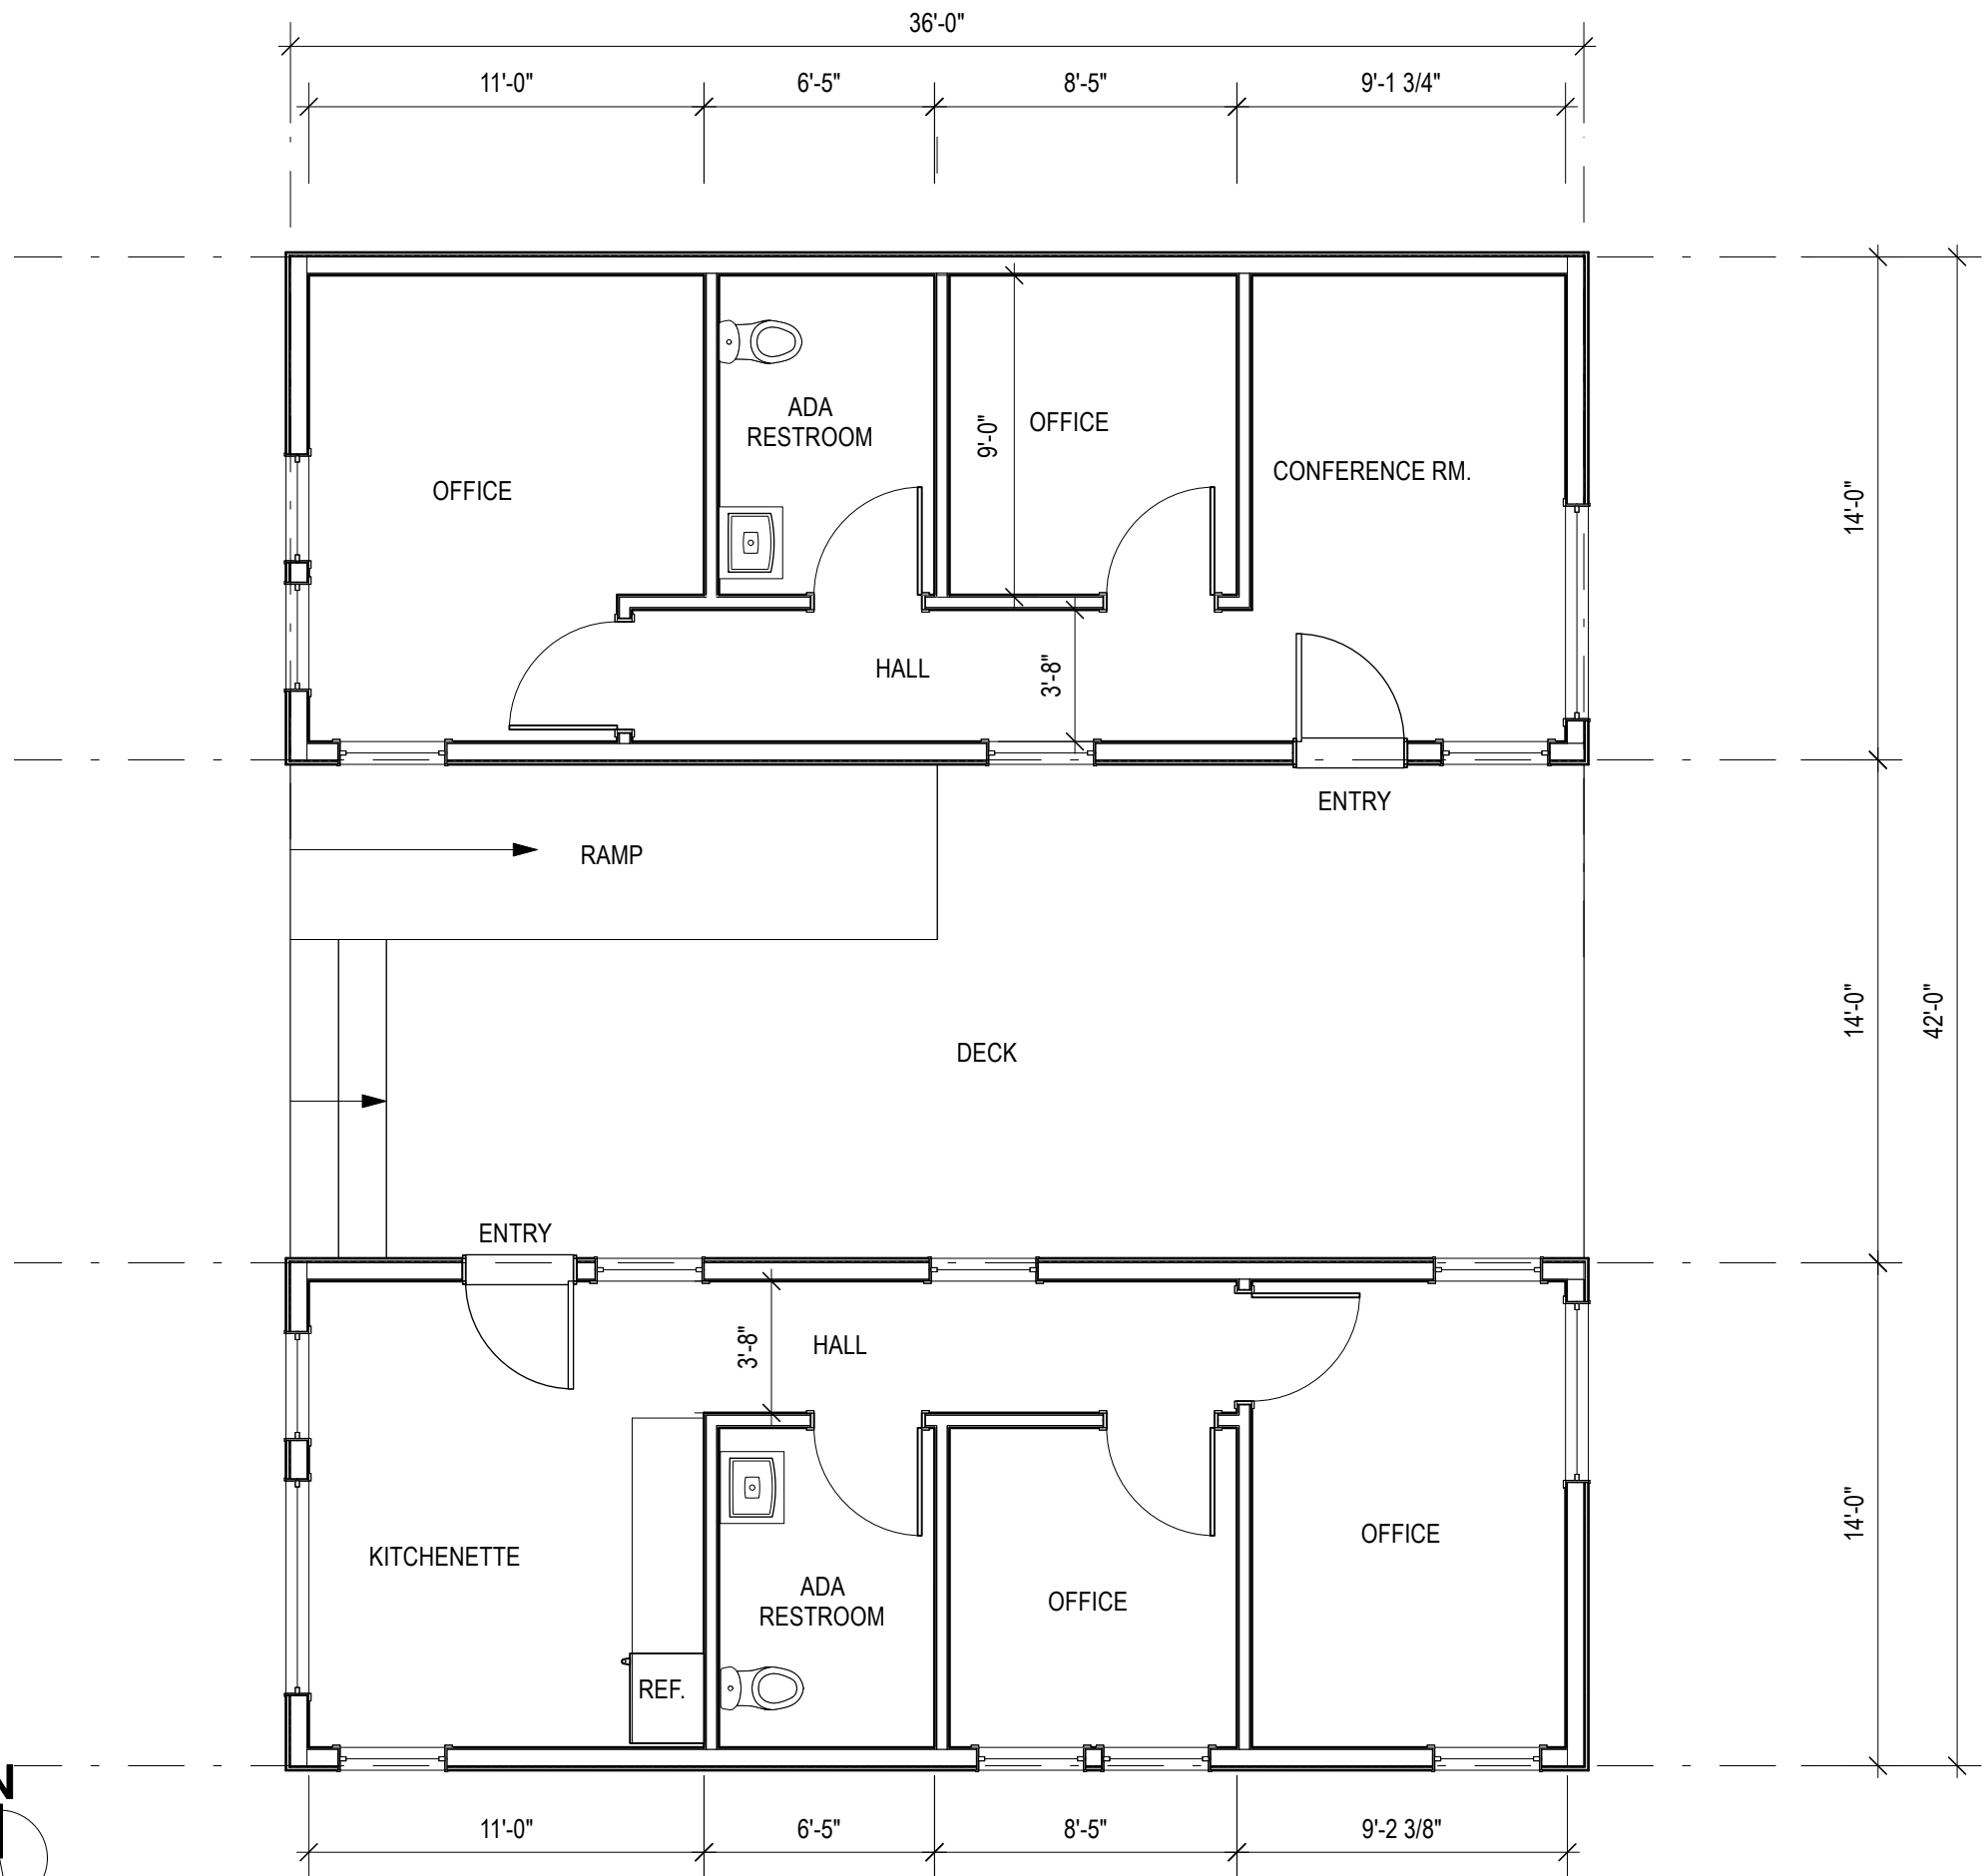 36'-0"
11'-0"
6'-5"
8'-5"
9'-1 3/4"
ADA
RESTROOM
OFFICE
9'-0"
CONFERENCE RM.
OFFICE
14'-0"
HALL
3'-8"
ENTRY
RAMP
14'-0"
42'-0"
DECK
ENTRY
3'-8"
HALL
14'-0"
OFFICE
KITCHENETTE
ADA
RESTROOM
OFFICE
REF.
N
11'-0"
6'-5"
8'-5"
9'-2 3/8"